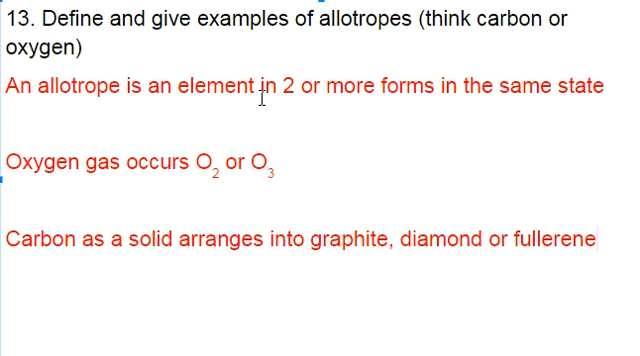 13. Define and give examples of allotropes (think carbon or
oxygen)
An allotrope is an element in 2 or more forms in the same state
Oxygen gas occurs O₂ or O₃
Carbon as a solid arranges into graphite, diamond or fullerene